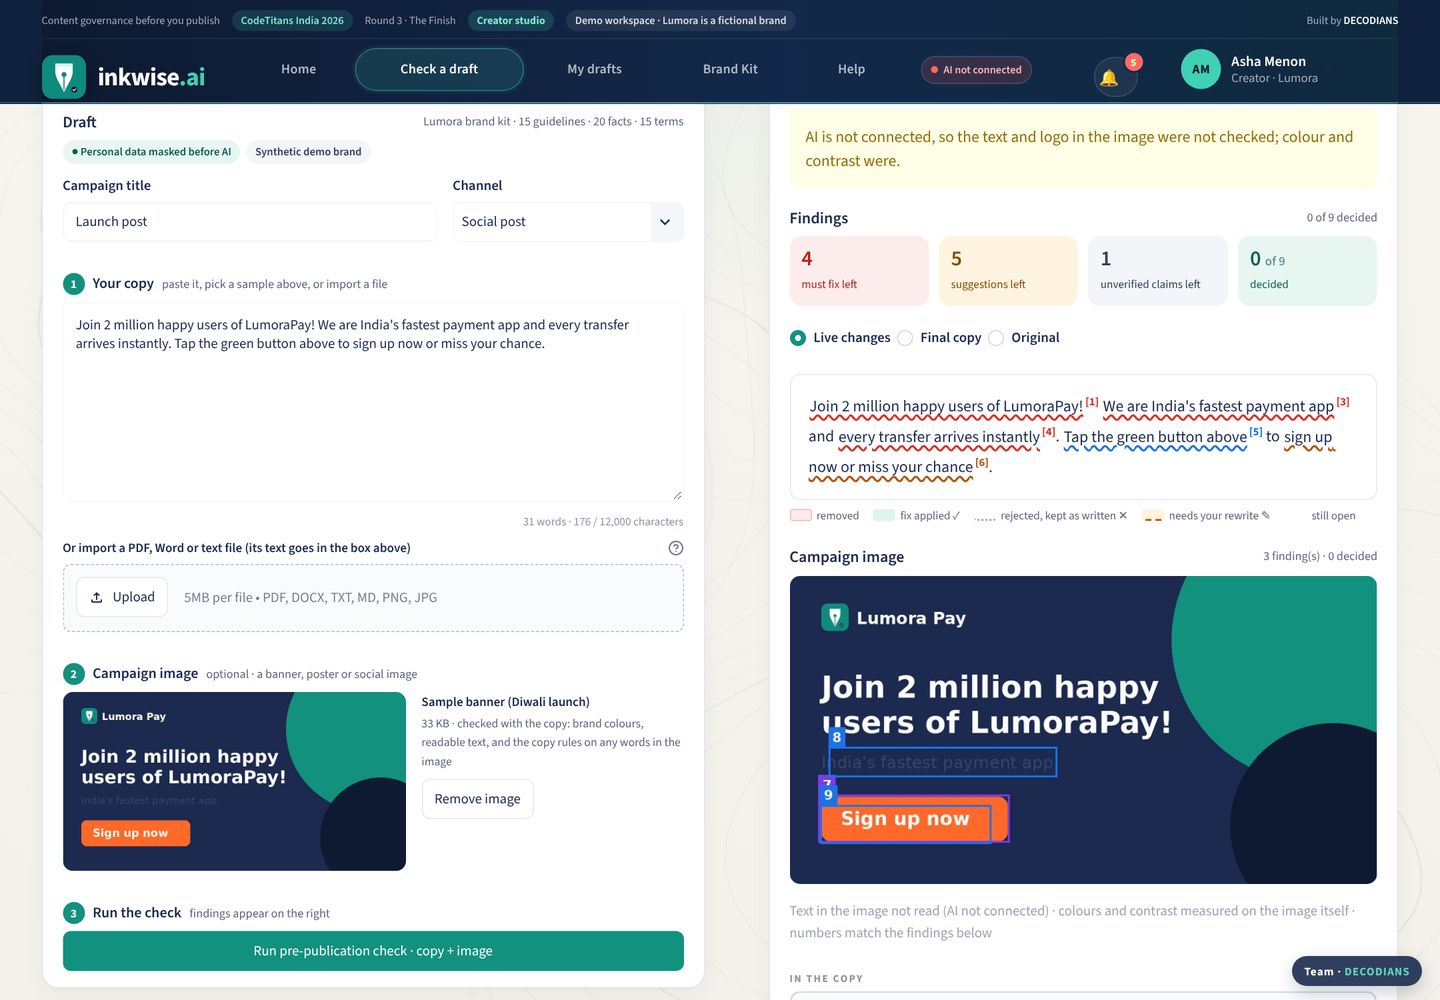 Content governance before you publish
CodeTitans India 2026
Round 3 · The Finish
Creator studio
Demo workspace · Lumora is a fictional brand
Built by DECODIANS
inkwise.ai
Home
Check a draft
My drafts
Brand Kit
Help
AI not connected
5
AM
Asha Menon
Creator · Lumora
Draft
Lumora brand kit · 15 guidelines · 20 facts · 15 terms
Personal data masked before AI
Synthetic demo brand
Campaign title
Channel
Launch post
Social post
1 Your copy paste it, pick a sample above, or import a file
Join 2 million happy users of LumoraPay! We are India's fastest payment app and every transfer
arrives instantly. Tap the green button above to sign up now or miss your chance.
31 words · 176 / 12,000 characters
Or import a PDF, Word or text file (its text goes in the box above)
?
Upload
5MB per file • PDF, DOCX, TXT, MD, PNG, JPG
2 Campaign image optional · a banner, poster or social image
Lumora Pay
Join 2 million happy
users of LumoraPay!
India's fastest payment app
Sign up now
Sample banner (Diwali launch)
33 KB · checked with the copy: brand colours,
readable text, and the copy rules on any words in the
image
Remove image
3 Run the check findings appear on the right
Run pre-publication check · copy + image
AI is not connected, so the text and logo in the image were not checked; colour and
contrast were.
Findings
0 of 9 decided
4
must fix left
5
suggestions left
1
unverified claims left
0 of 9
decided
Live changes
Final copy
Original
Join 2 million happy users of LumoraPay! [1] We are India's fastest payment app [3]
and every transfer arrives instantly [4]. Tap the green button above [5] to sign up
now or miss your chance [6].
removed
fix applied ✓
rejected, kept as written ✕
needs your rewrite ✎
still open
Campaign image
3 finding(s) · 0 decided
Lumora Pay
Join 2 million happy
users of LumoraPay!
8
India's fastest payment app
7
9
Sign up now
Text in the image not read (AI not connected) · colours and contrast measured on the image itself ·
numbers match the findings below
IN THE COPY
Team · DECODIANS